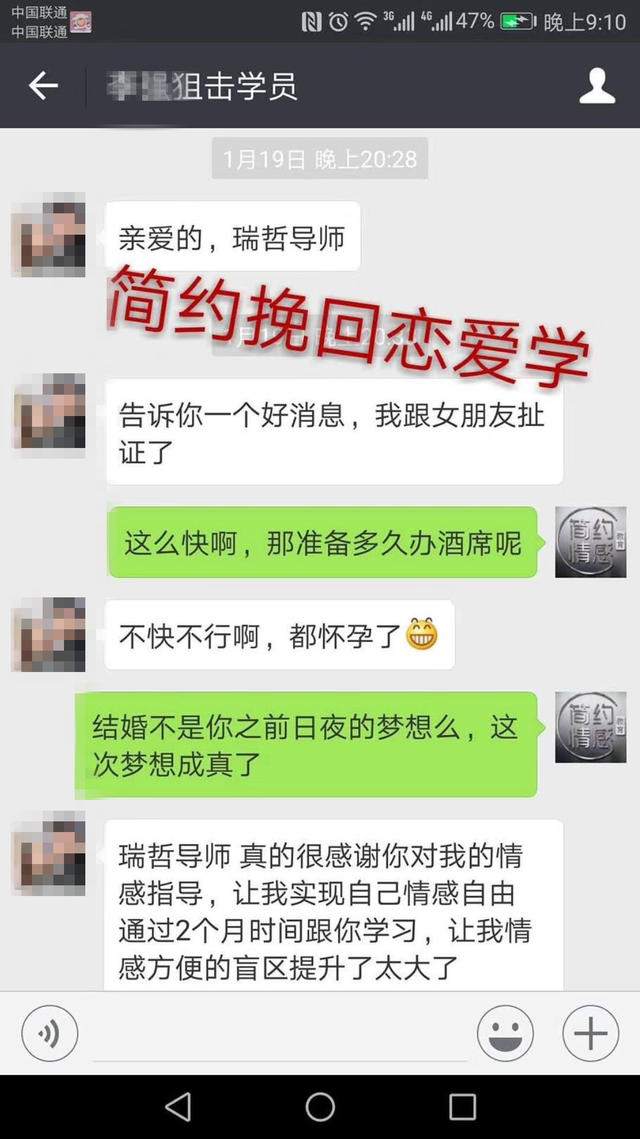 中国联通
中国联通
3G
4G
47%
晚上9:10
狙击学员
1月19日 晚上20:28
亲爱的，瑞哲导师
简约挽回恋爱学
告诉你一个好消息，我跟女朋友扯
证了
这么快啊，那准备多久办酒席呢
简约
情感
教育
不快不行啊，都怀孕了😁
结婚不是你之前日夜的梦想么，这
次梦想成真了
简约
情感
教育
瑞哲导师 真的很感谢你对我的情
感指导，让我实现自己情感自由
通过2个月时间跟你学习，让我情
感方便的盲区提升了太大了